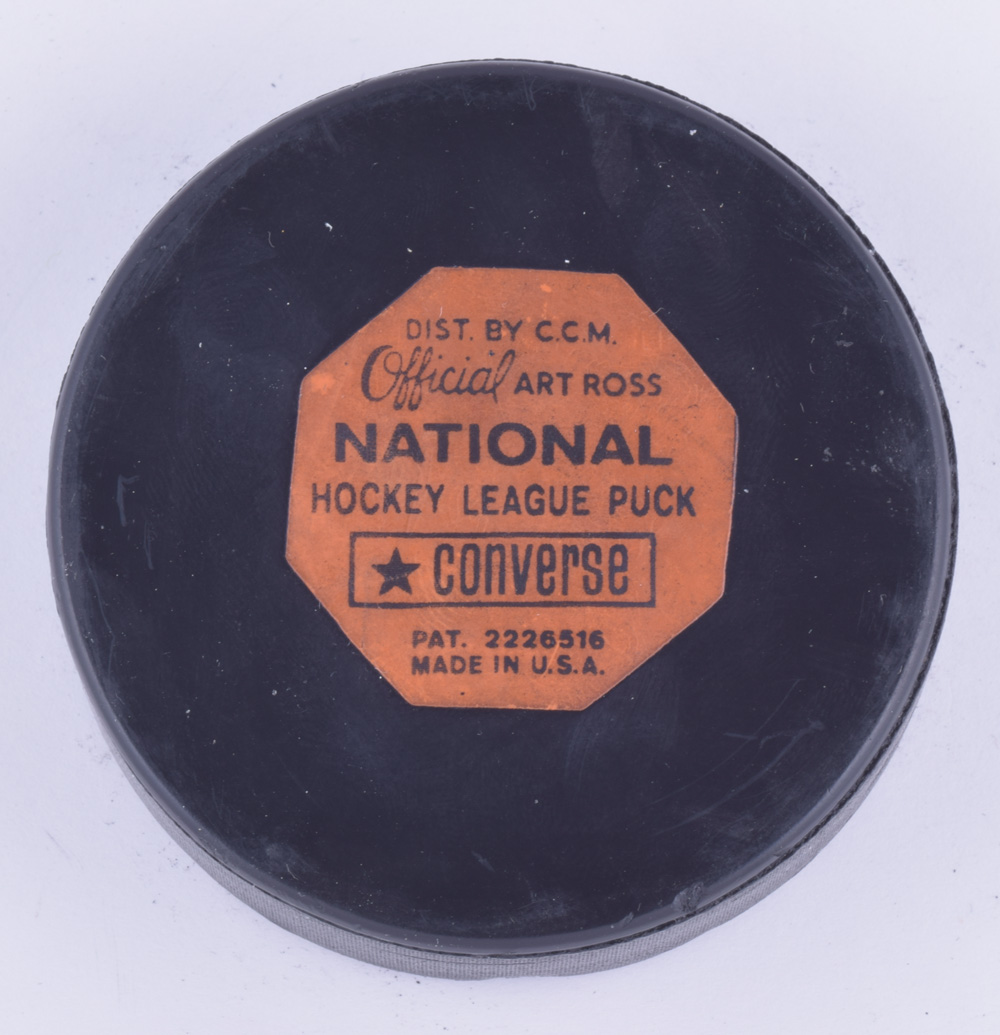 DIST. BY C.C.M.
Official ART ROSS
NATIONAL
HOCKEY LEAGUE PUCK
★ CONVERSE
PAT. 2226516
MADE IN U.S.A.